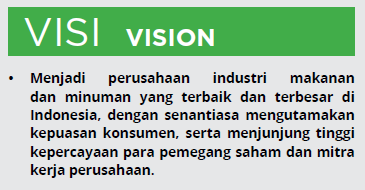 VISI VISION
• Menjadi perusahaan industri makanan
dan minuman yang terbaik dan terbesar di
Indonesia, dengan senantiasa mengutamakan
kepuasan konsumen, serta menjunjung tinggi
kepercayaan para pemegang saham dan mitra
kerja perusahaan.